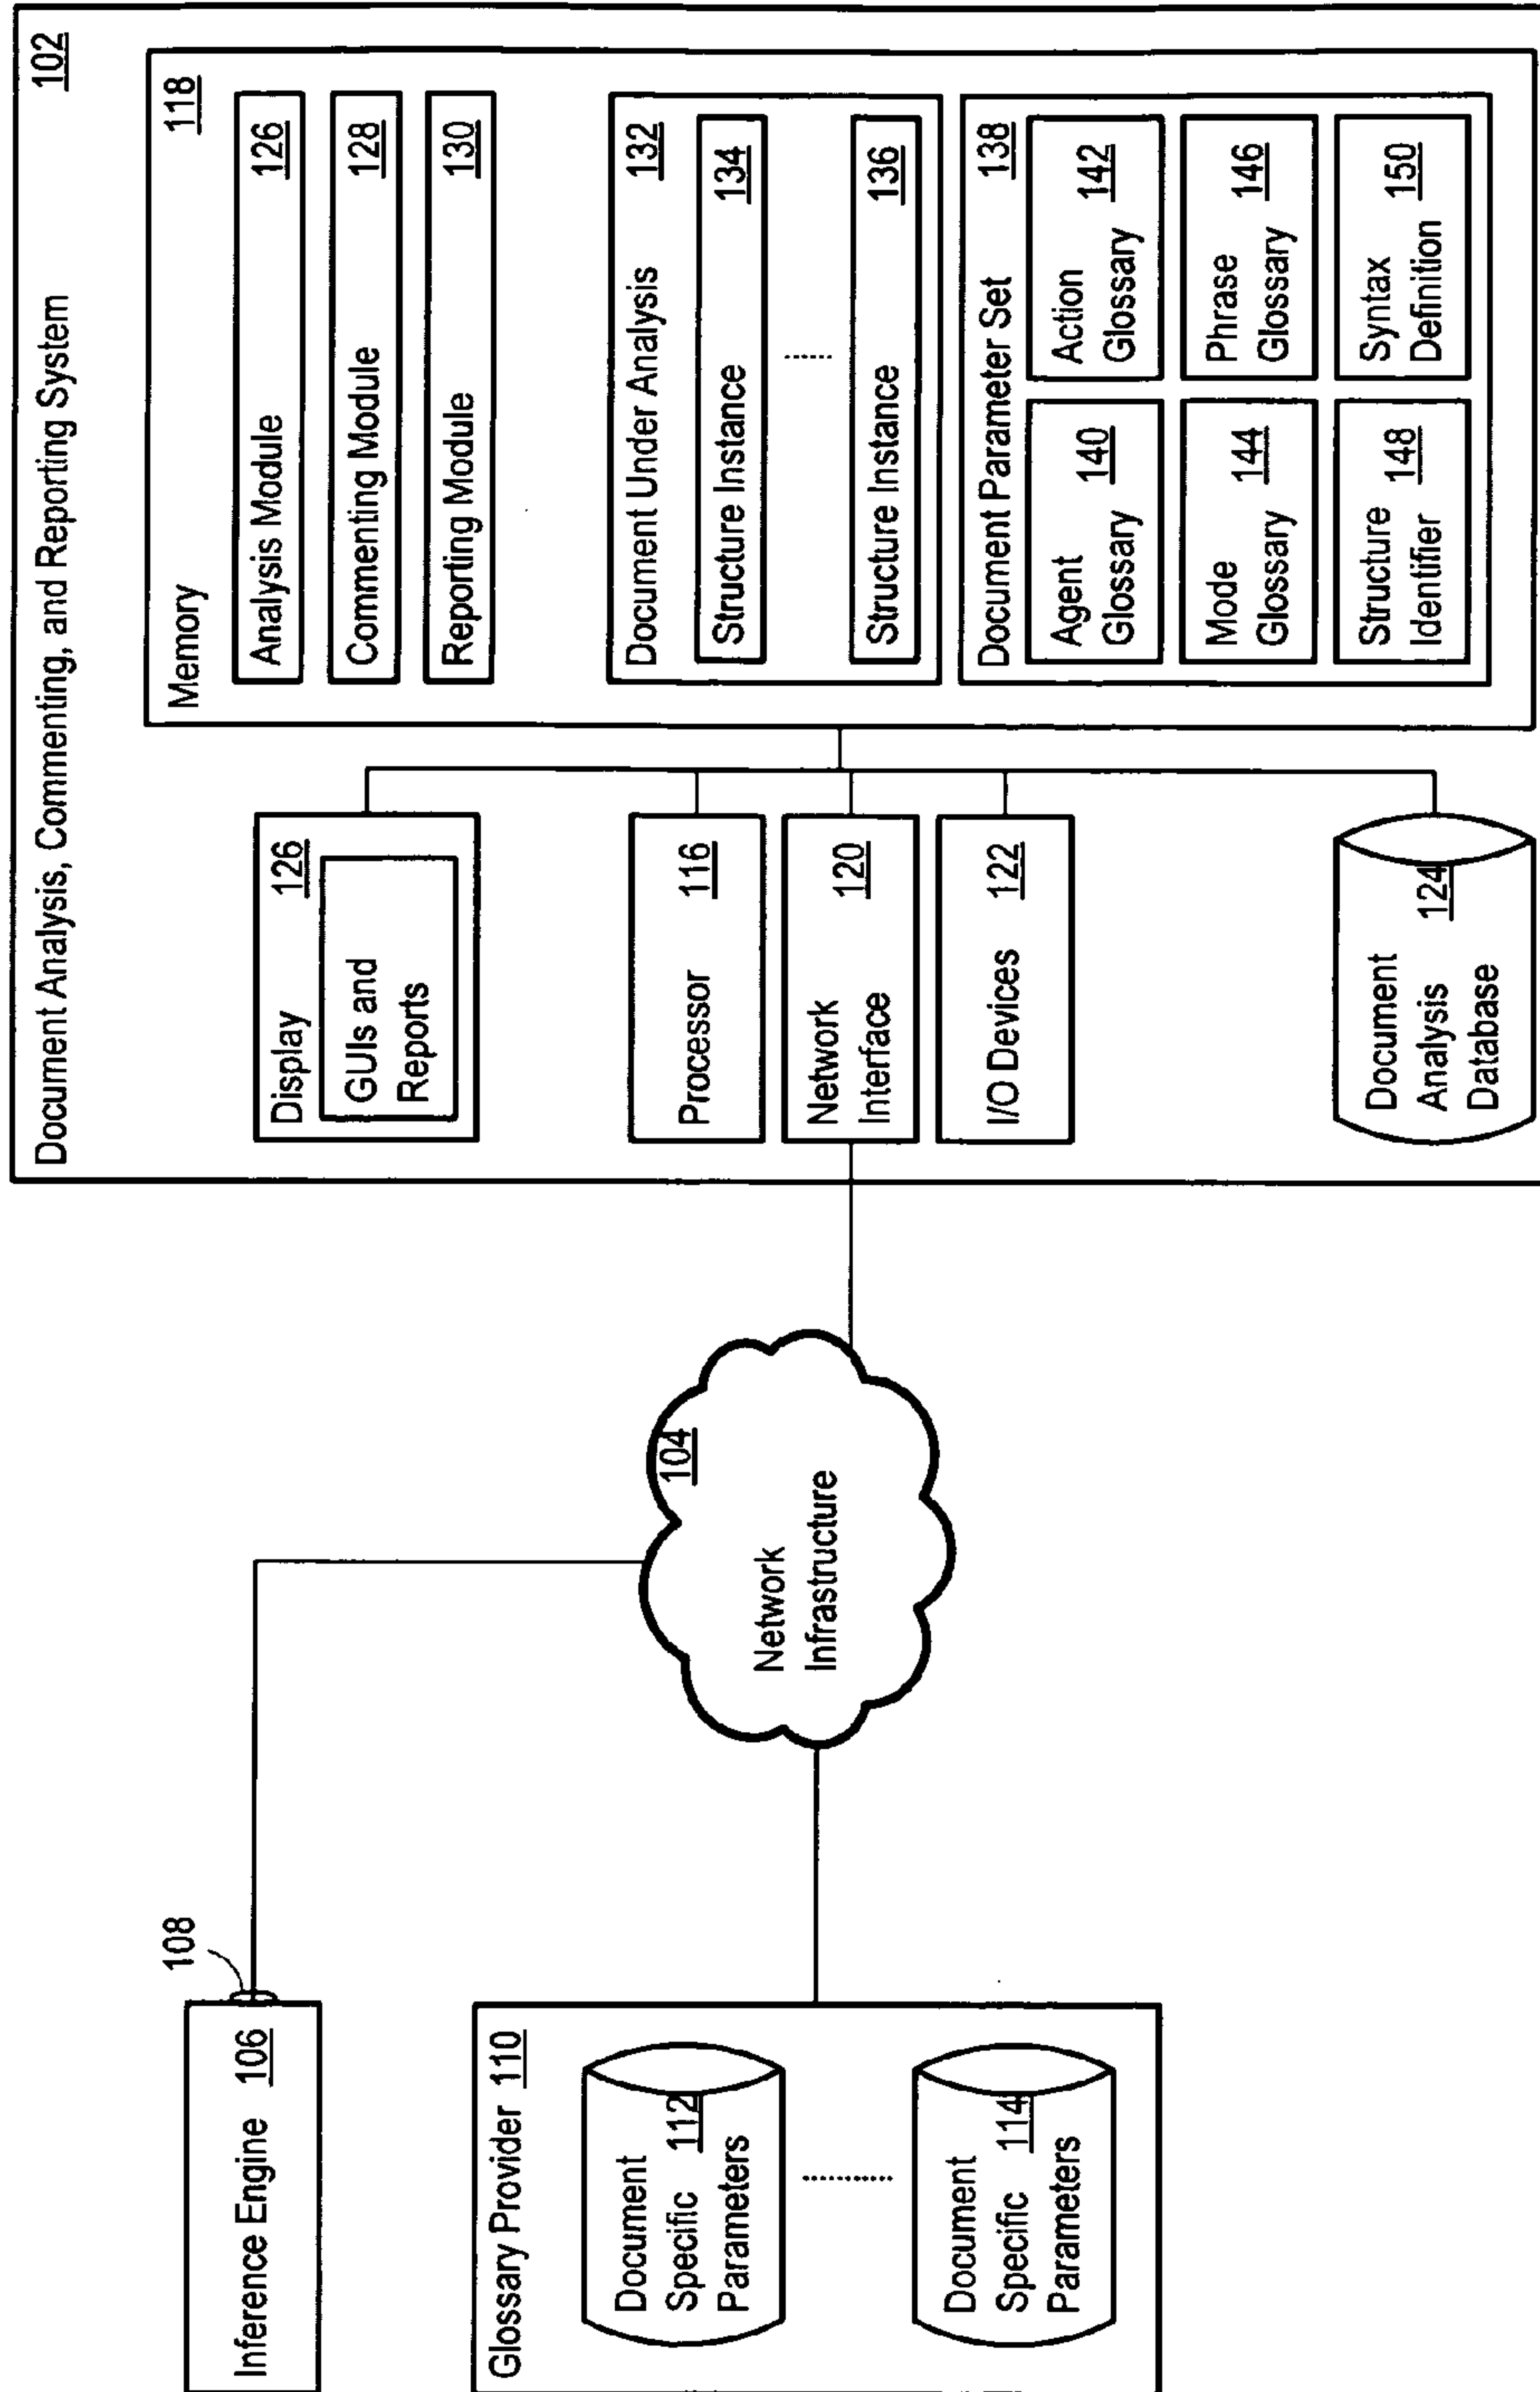 Document Analysis, Commenting, and Reporting System 102
Inference Engine 106
108
Glossary Provider 110
Document
Specific 112
Parameters
Document
Specific 114
Parameters
104
Network
Infrastructure
Display 126
GUIs and
Reports
Processor 116
Network
Interface 120
I/O Devices 122
Document
Analysis 124
Database
Memory 118
Analysis Module 126
Commenting Module 128
Reporting Module 130
Document Under Analysis 132
Structure Instance 134
Structure Instance 136
Document Parameter Set 138
Agent
Glossary 140
Action
Glossary 142
Mode
Glossary 144
Phrase
Glossary 146
Structure
Identifier 148
Syntax
Definition 150